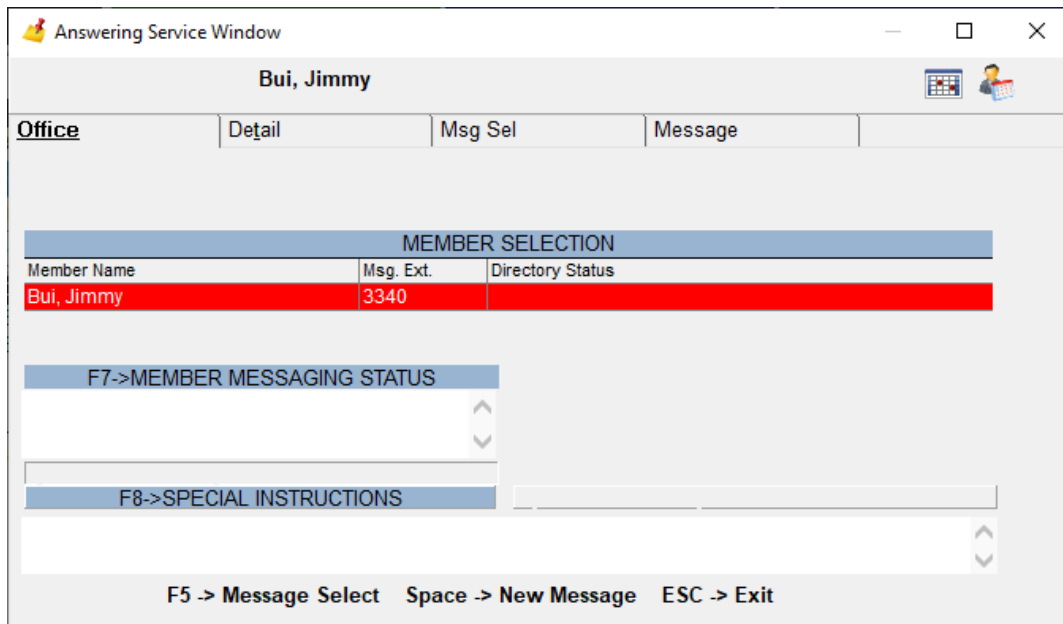 Answering Service Window
Bui, Jimmy
Office Detail Msg Sel Message
MEMBER SELECTION
Member Name Msg. Ext. Directory Status
Bui, Jimmy 3340
F7->MEMBER MESSAGING STATUS
F8->SPECIAL INSTRUCTIONS
F5 -> Message Select Space -> New Message ESC -> Exit